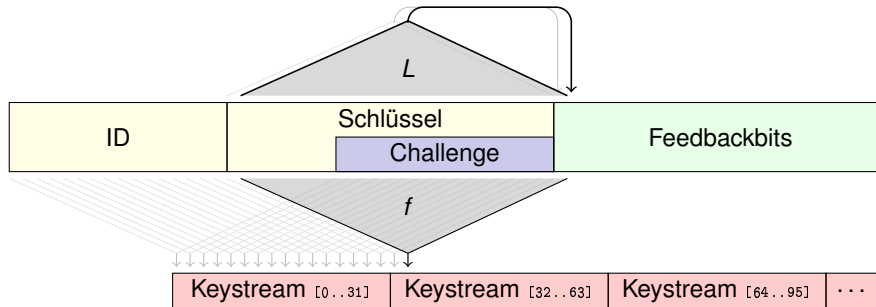 L
ID
Schlüssel
Challenge
Feedbackbits
f
Keystream [0..31] Keystream [32..63] Keystream [64..95] ...